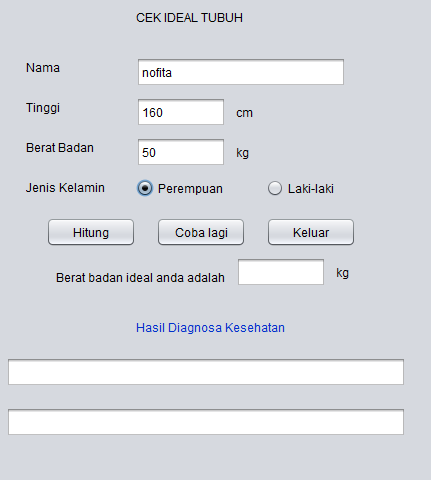 CEK IDEAL TUBUH
Nama nofita
Tinggi 160 cm
Berat Badan 50 kg
Jenis Kelamin Perempuan Laki-laki
Hitung Coba lagi Keluar
Berat badan ideal anda adalah kg
Hasil Diagnosa Kesehatan